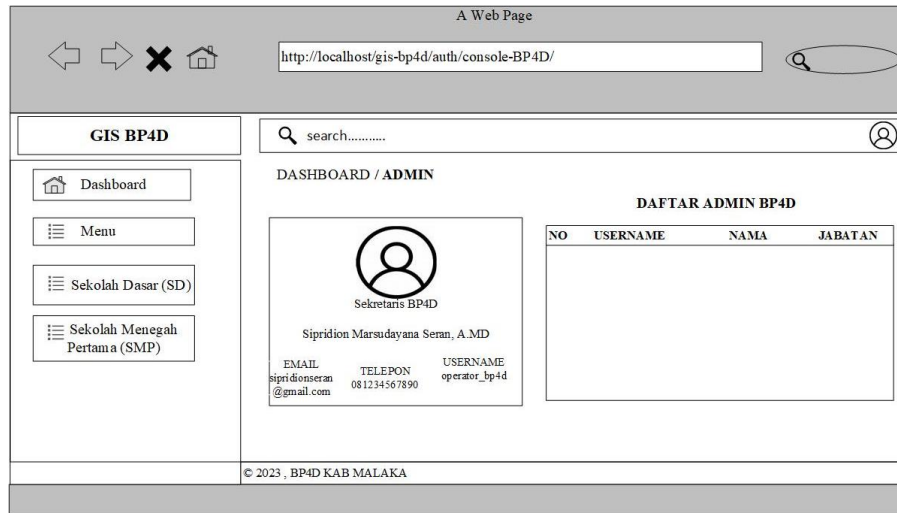 A Web Page
http://localhost/gis-bp4d/auth/console-BP4D/
GIS BP4D
search...........
Dashboard
Menu
Sekolah Dasar (SD)
Sekolah Menegah
Pertama (SMP)
DASHBOARD / ADMIN
Sekretaris BP4D
Sipridion Marsudayana Seran, A.MD
EMAIL
sipridionseran
@gmail.com
TELEPON
081234567890
USERNAME
operator_bp4d
DAFTAR ADMIN BP4D
NO USERNAME NAMA JABATAN
© 2023 , BP4D KAB MALAKA